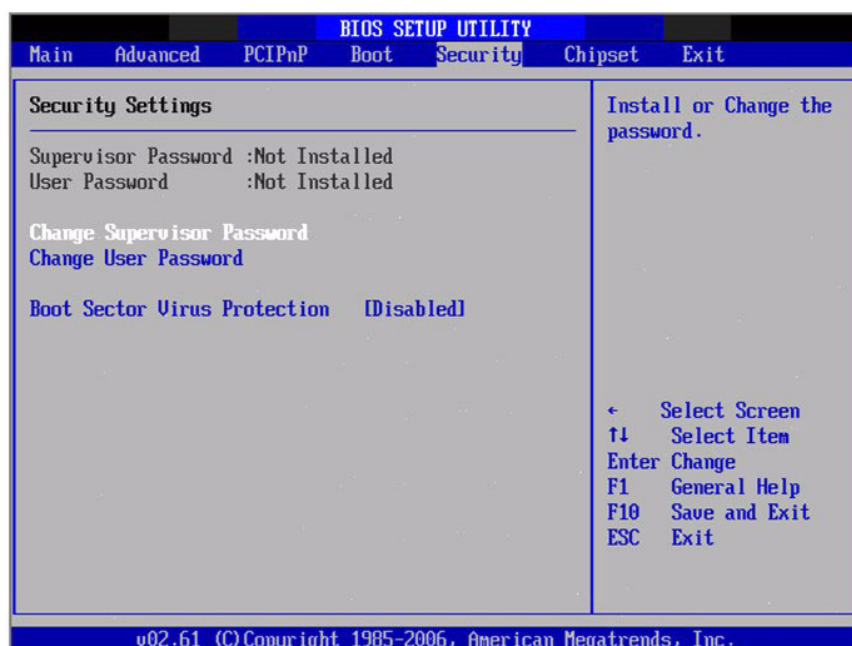 BIOS SETUP UTILITY
Main Advanced PCIPnP Boot Security Chipset Exit
Security Settings
Supervisor Password :Not Installed
User Password :Not Installed
Change Supervisor Password
Change User Password
Boot Sector Virus Protection [Disabled]
Install or Change the
password.
← Select Screen
↑↓ Select Item
Enter Change
F1 General Help
F10 Save and Exit
ESC Exit
v02.61 (C)Copyright 1985-2006, American Megatrends, Inc.